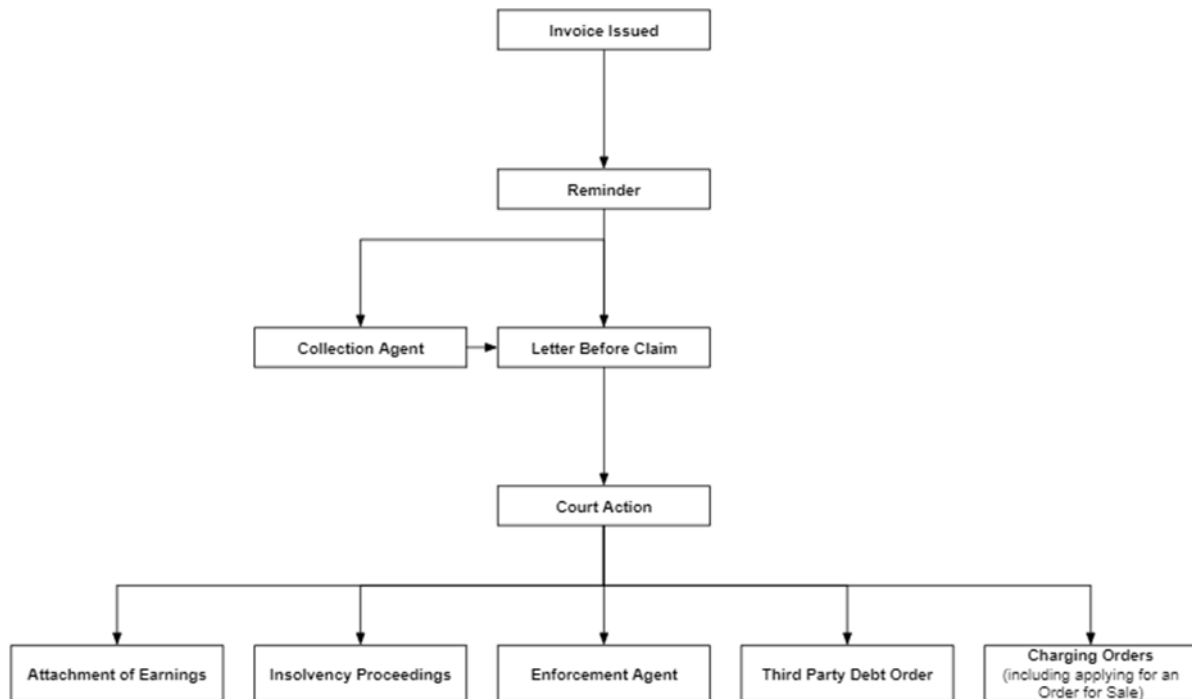 Invoice Issued
Reminder
Collection Agent
Letter Before Claim
Court Action
Attachment of Earnings
Insolvency Proceedings
Enforcement Agent
Third Party Debt Order
Charging Orders
(including applying for an
Order for Sale)